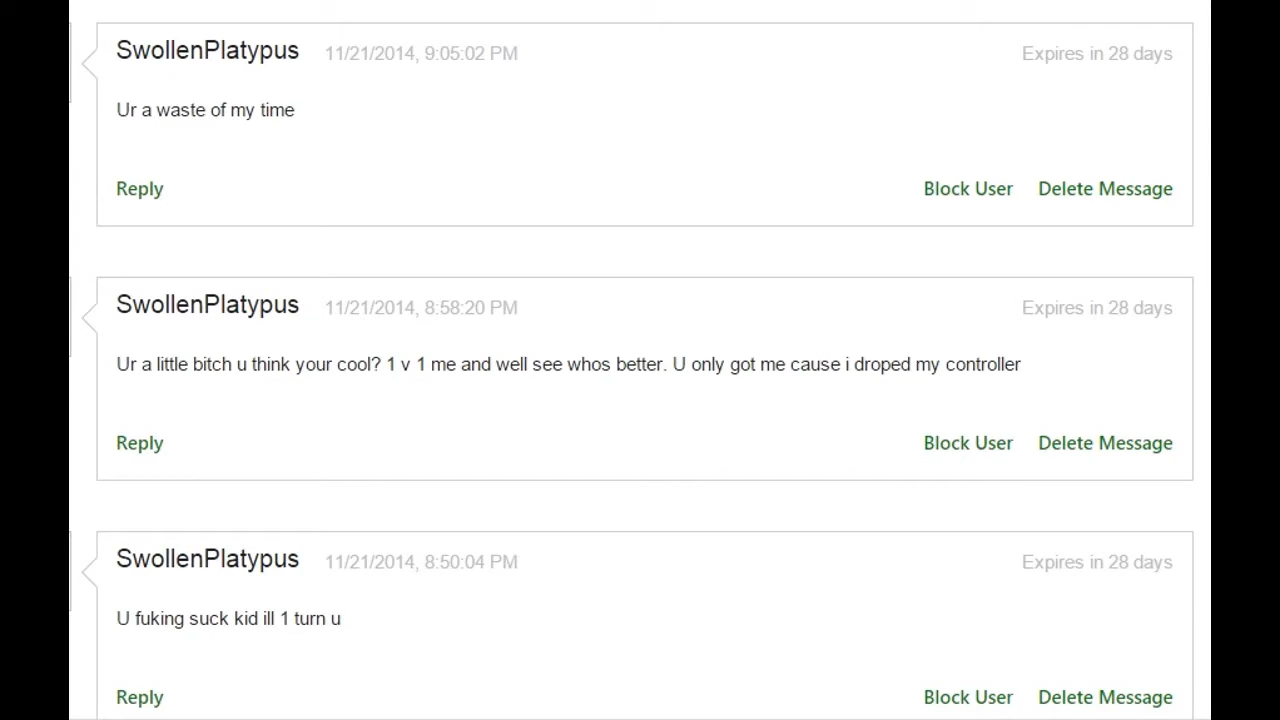 SwollenPlatypus 11/21/2014, 9:05:02 PM Expires in 28 days
Ur a waste of my time
Reply Block User Delete Message
SwollenPlatypus 11/21/2014, 8:58:20 PM Expires in 28 days
Ur a little bitch u think your cool? 1 v 1 me and well see whos better. U only got me cause i droped my controller
Reply Block User Delete Message
SwollenPlatypus 11/21/2014, 8:50:04 PM Expires in 28 days
U fuking suck kid ill 1 turn u
Reply Block User Delete Message